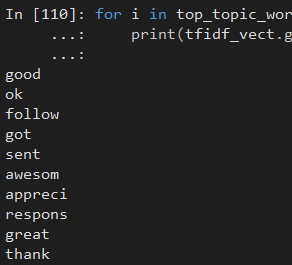 In [110]: for i in top_topic_wor
...: print(tfidf_vect.g
...:
good
ok
follow
got
sent
awesom
appreci
respons
great
thank